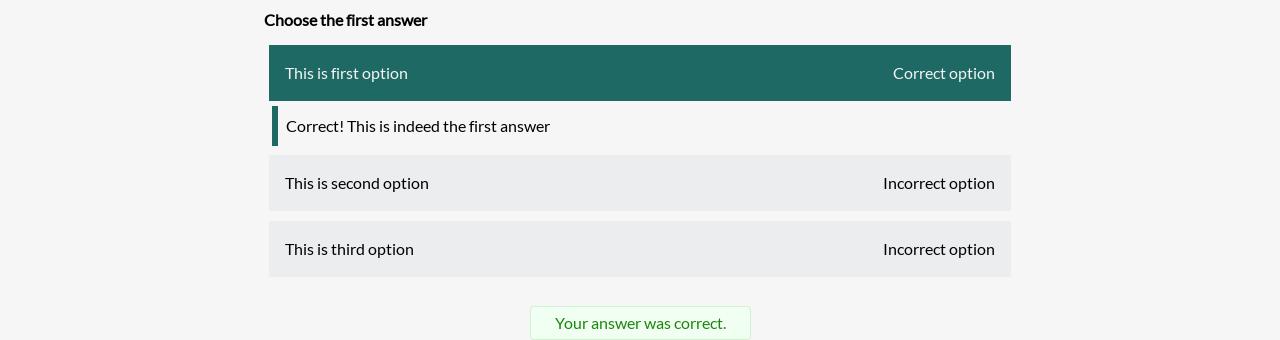 Choose the first answer
This is first option Correct option
Correct! This is indeed the first answer
This is second option Incorrect option
This is third option Incorrect option
Your answer was correct.